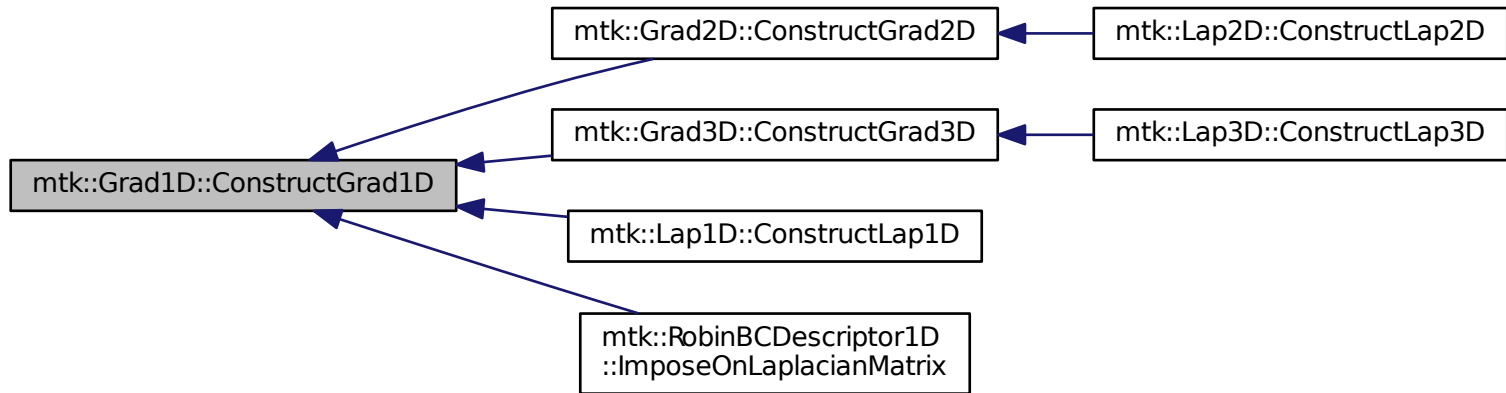 mtk::Grad2D::ConstructGrad2D
mtk::Lap2D::ConstructLap2D
mtk::Grad3D::ConstructGrad3D
mtk::Lap3D::ConstructLap3D
mtk::Grad1D::ConstructGrad1D
mtk::Lap1D::ConstructLap1D
mtk::RobinBCDescriptor1D
::ImposeOnLaplacianMatrix